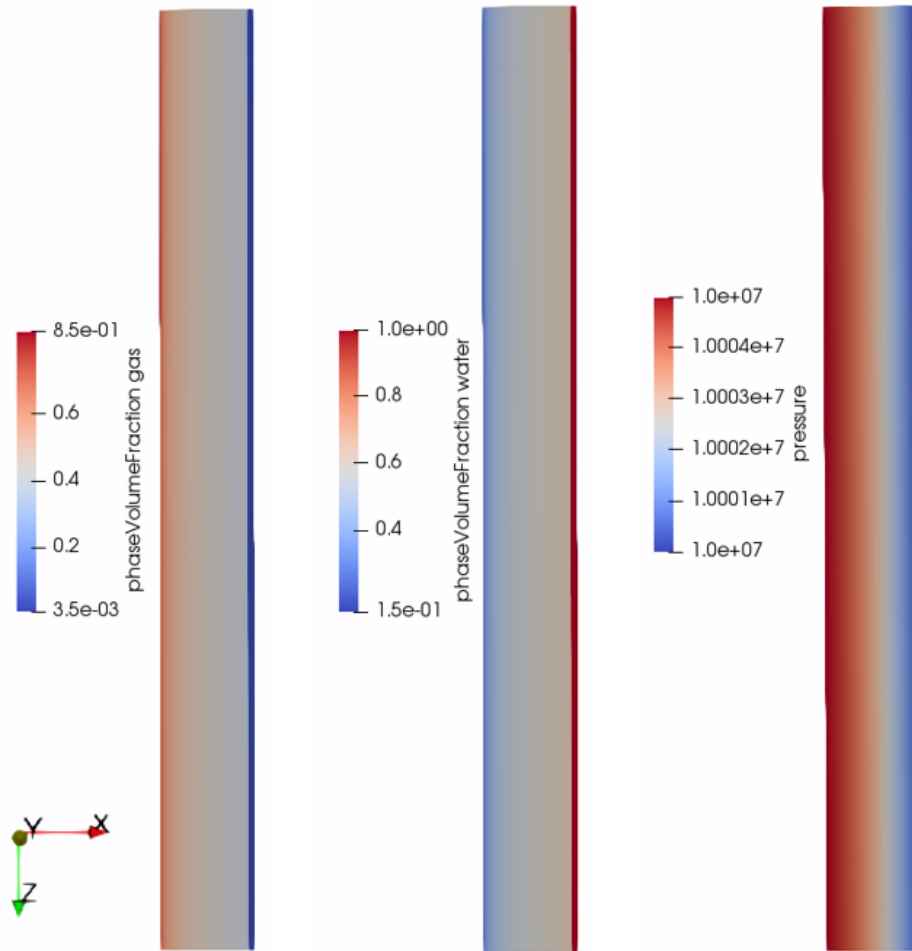 8.5e-01
0.6
0.4
0.2
3.5e-03
phaseVolumeFraction gas
1.0e+00
0.8
0.6
0.4
1.5e-01
phaseVolumeFraction water
1.0e+07
1.0004e+7
1.0003e+7
1.0002e+7
1.0001e+7
1.0e+07
pressure
Y
X
Z